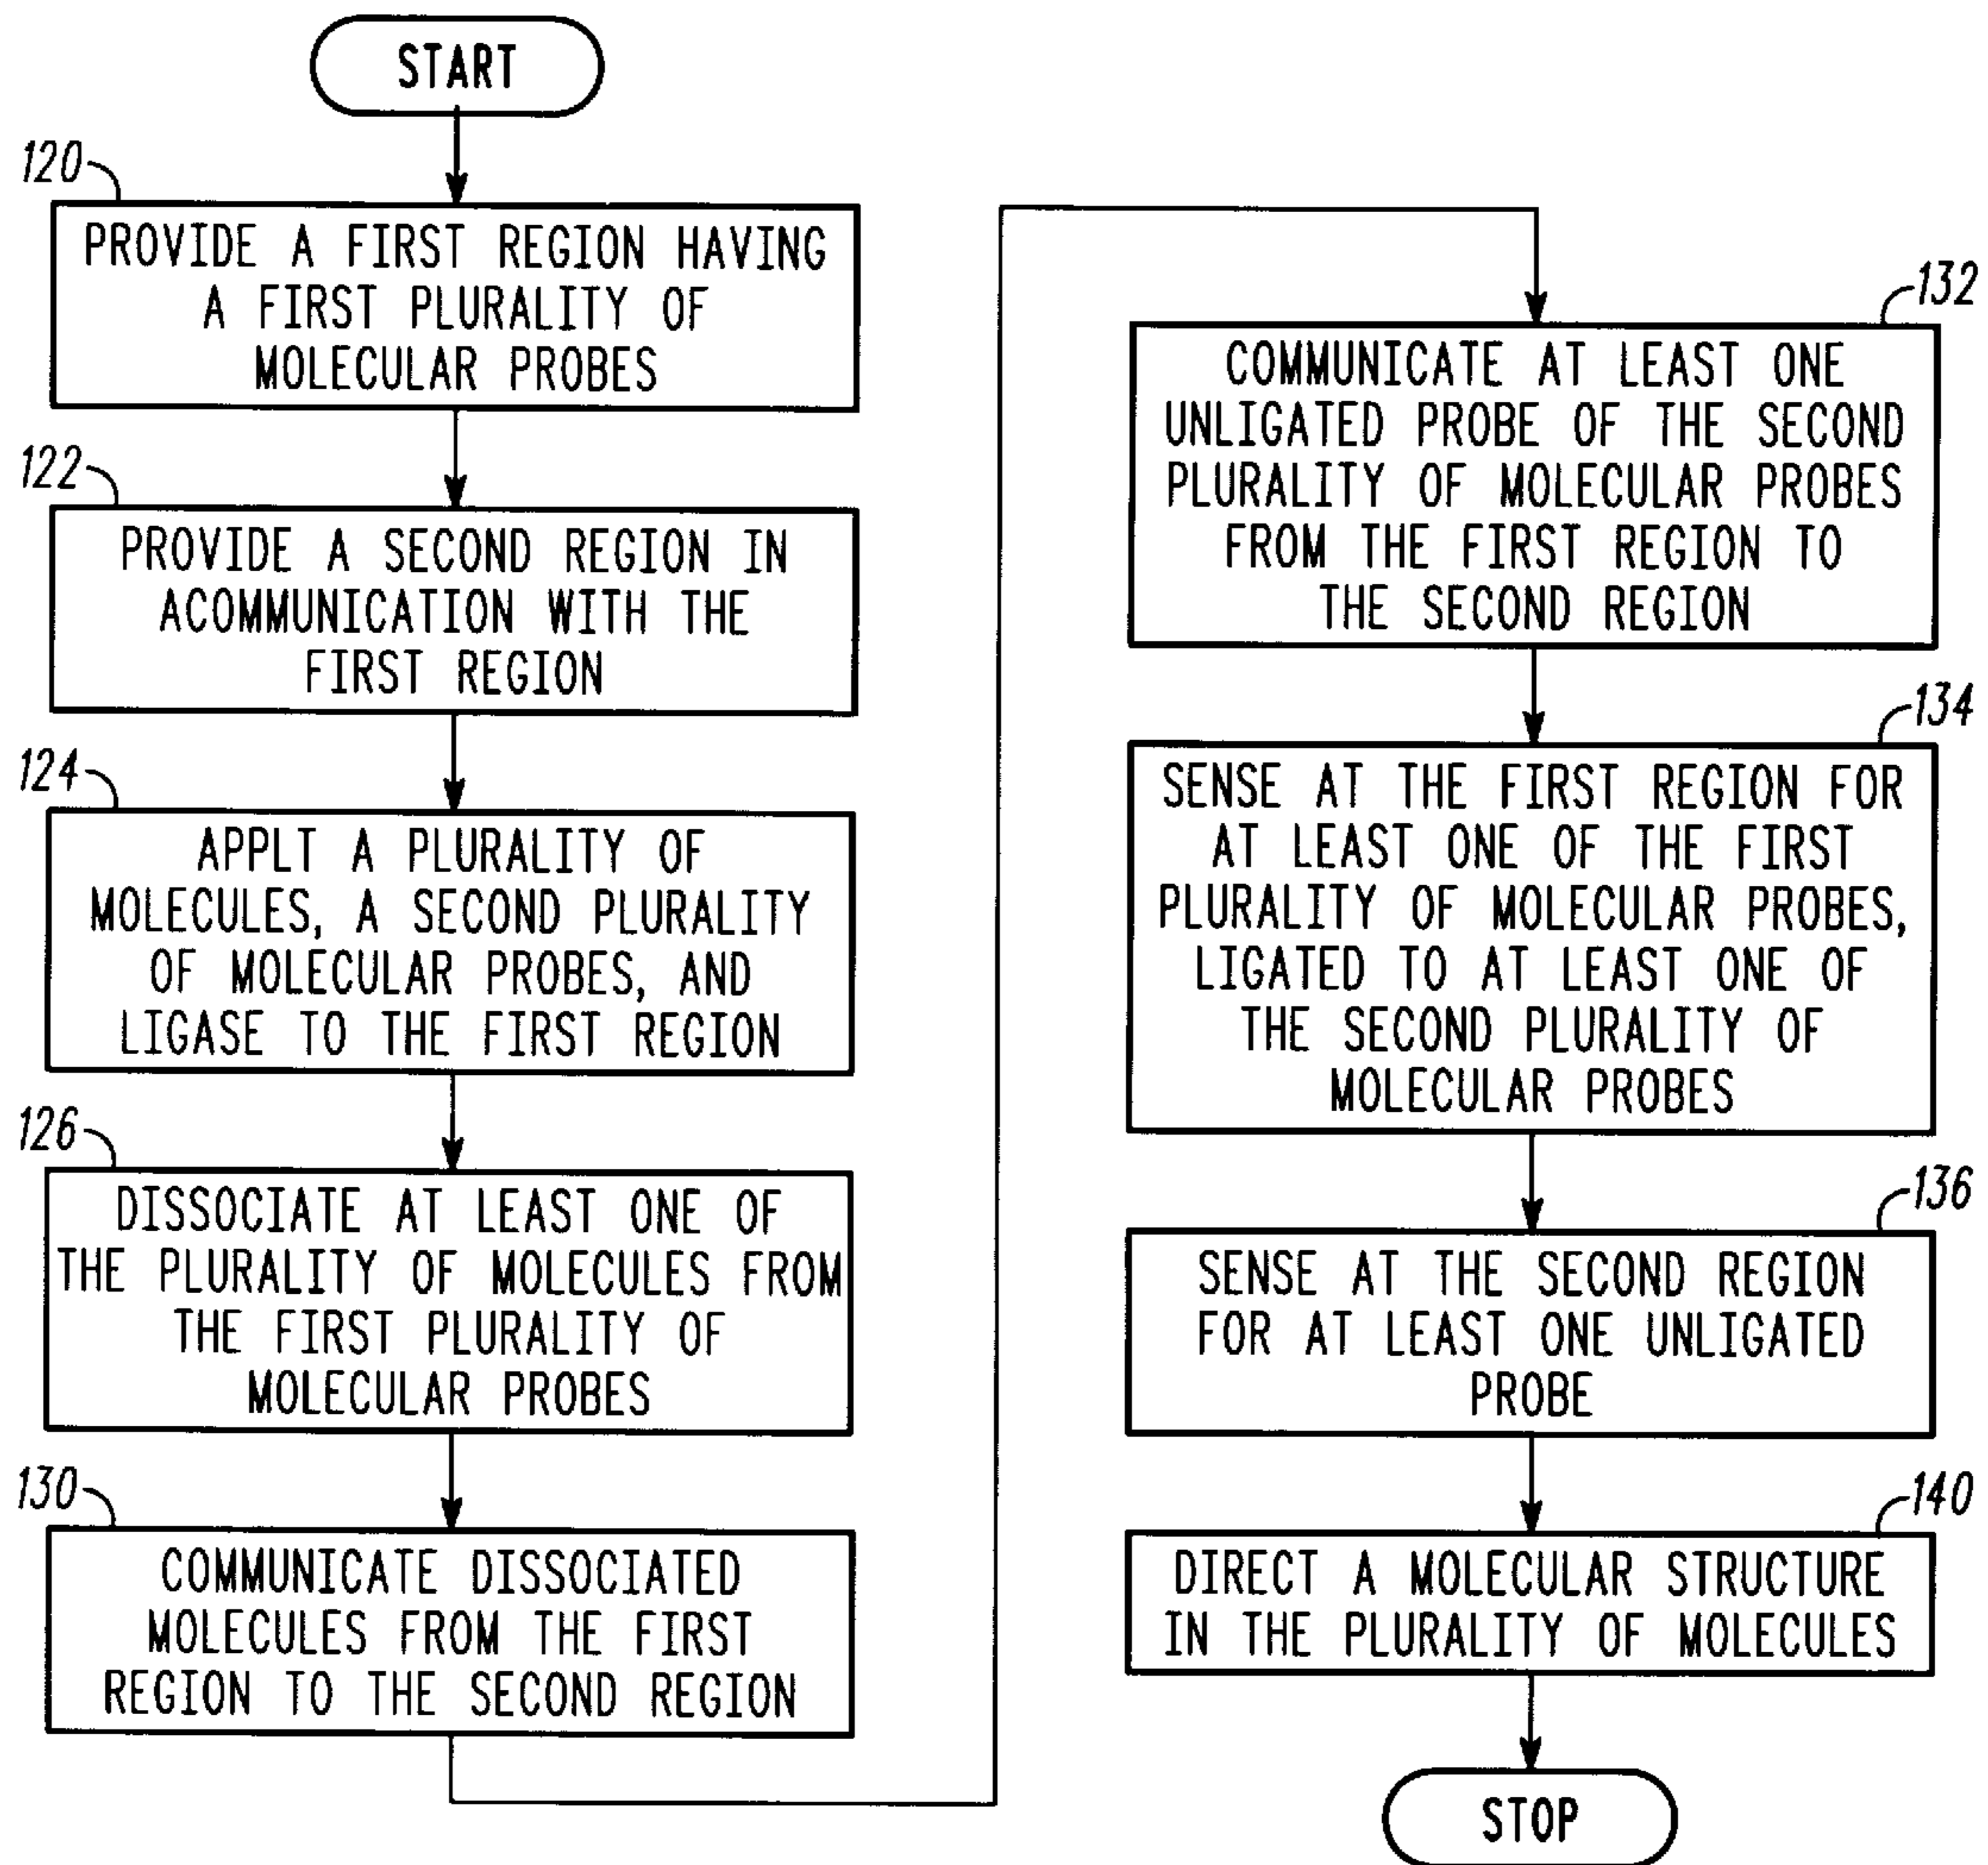 START
120
PROVIDE A FIRST REGION HAVING
A FIRST PLURALITY OF
MOLECULAR PROBES
122
PROVIDE A SECOND REGION IN
ACOMMUNICATION WITH THE
FIRST REGION
124
APPLT A PLURALITY OF
MOLECULES, A SECOND PLURALITY
OF MOLECULAR PROBES, AND
LIGASE TO THE FIRST REGION
126
DISSOCIATE AT LEAST ONE OF
THE PLURALITY OF MOLECULES FROM
THE FIRST PLURALITY OF
MOLECULAR PROBES
130
COMMUNICATE DISSOCIATED
MOLECULES FROM THE FIRST
REGION TO THE SECOND REGION
132
COMMUNICATE AT LEAST ONE
UNLIGATED PROBE OF THE SECOND
PLURALITY OF MOLECULAR PROBES
FROM THE FIRST REGION TO
THE SECOND REGION
134
SENSE AT THE FIRST REGION FOR
AT LEAST ONE OF THE FIRST
PLURALITY OF MOLECULAR PROBES,
LIGATED TO AT LEAST ONE OF
THE SECOND PLURALITY OF
MOLECULAR PROBES
136
SENSE AT THE SECOND REGION
FOR AT LEAST ONE UNLIGATED
PROBE
140
DIRECT A MOLECULAR STRUCTURE
IN THE PLURALITY OF MOLECULES
STOP